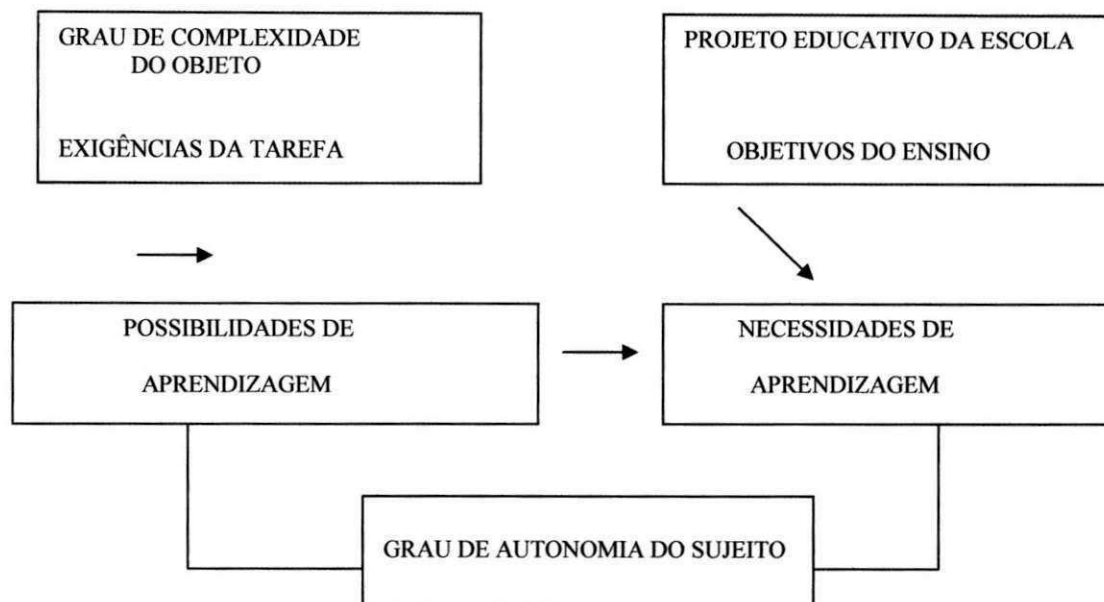 GRAU DE COMPLEXIDADE
DO OBJETO
EXIGÊNCIAS DA TAREFA
PROJETO EDUCATIVO DA ESCOLA
OBJETIVOS DO ENSINO
POSSIBILIDADES DE
APRENDIZAGEM
NECESSIDADES DE
APRENDIZAGEM
GRAU DE AUTONOMIA DO SUJEITO